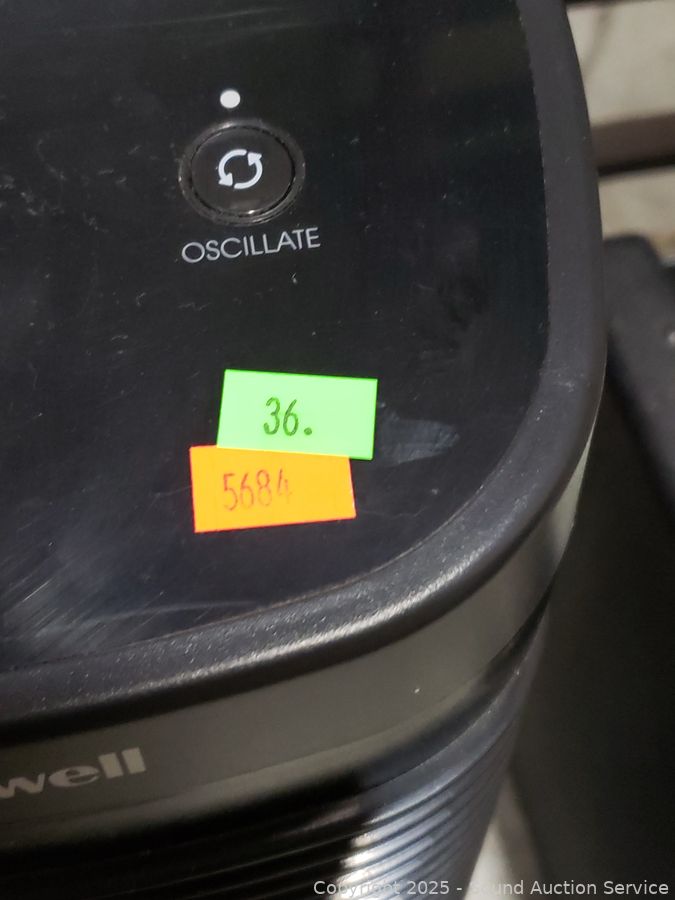 OSCILLATE
36.
5684
well
Copyright 2025 - Sound Auction Service